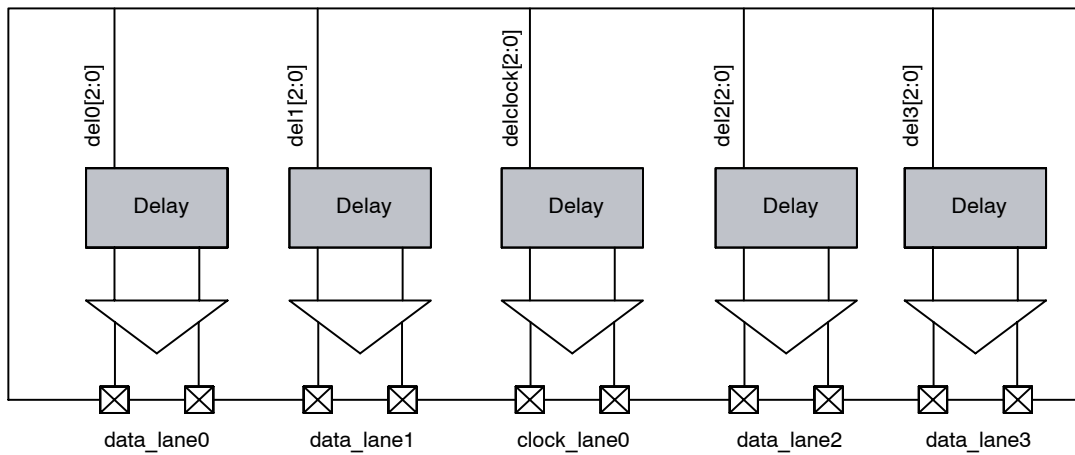 del0[2:0]
del1[2:0]
delclock[2:0]
del2[2:0]
del3[2:0]
Delay
Delay
Delay
Delay
Delay
data_lane0
data_lane1
clock_lane0
data_lane2
data_lane3